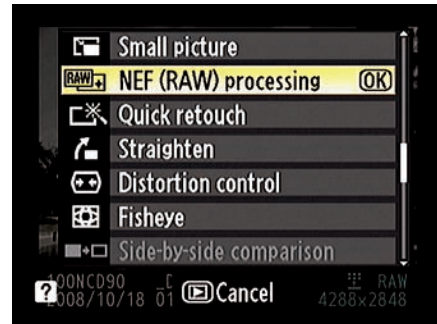 Small picture
RAW+ NEF (RAW) processing OK
Quick retouch
Straighten
Distortion control
Fisheye
Side-by-side comparison
100NCD90 RAW
? 2008/10/18 01 Cancel 4288x2848